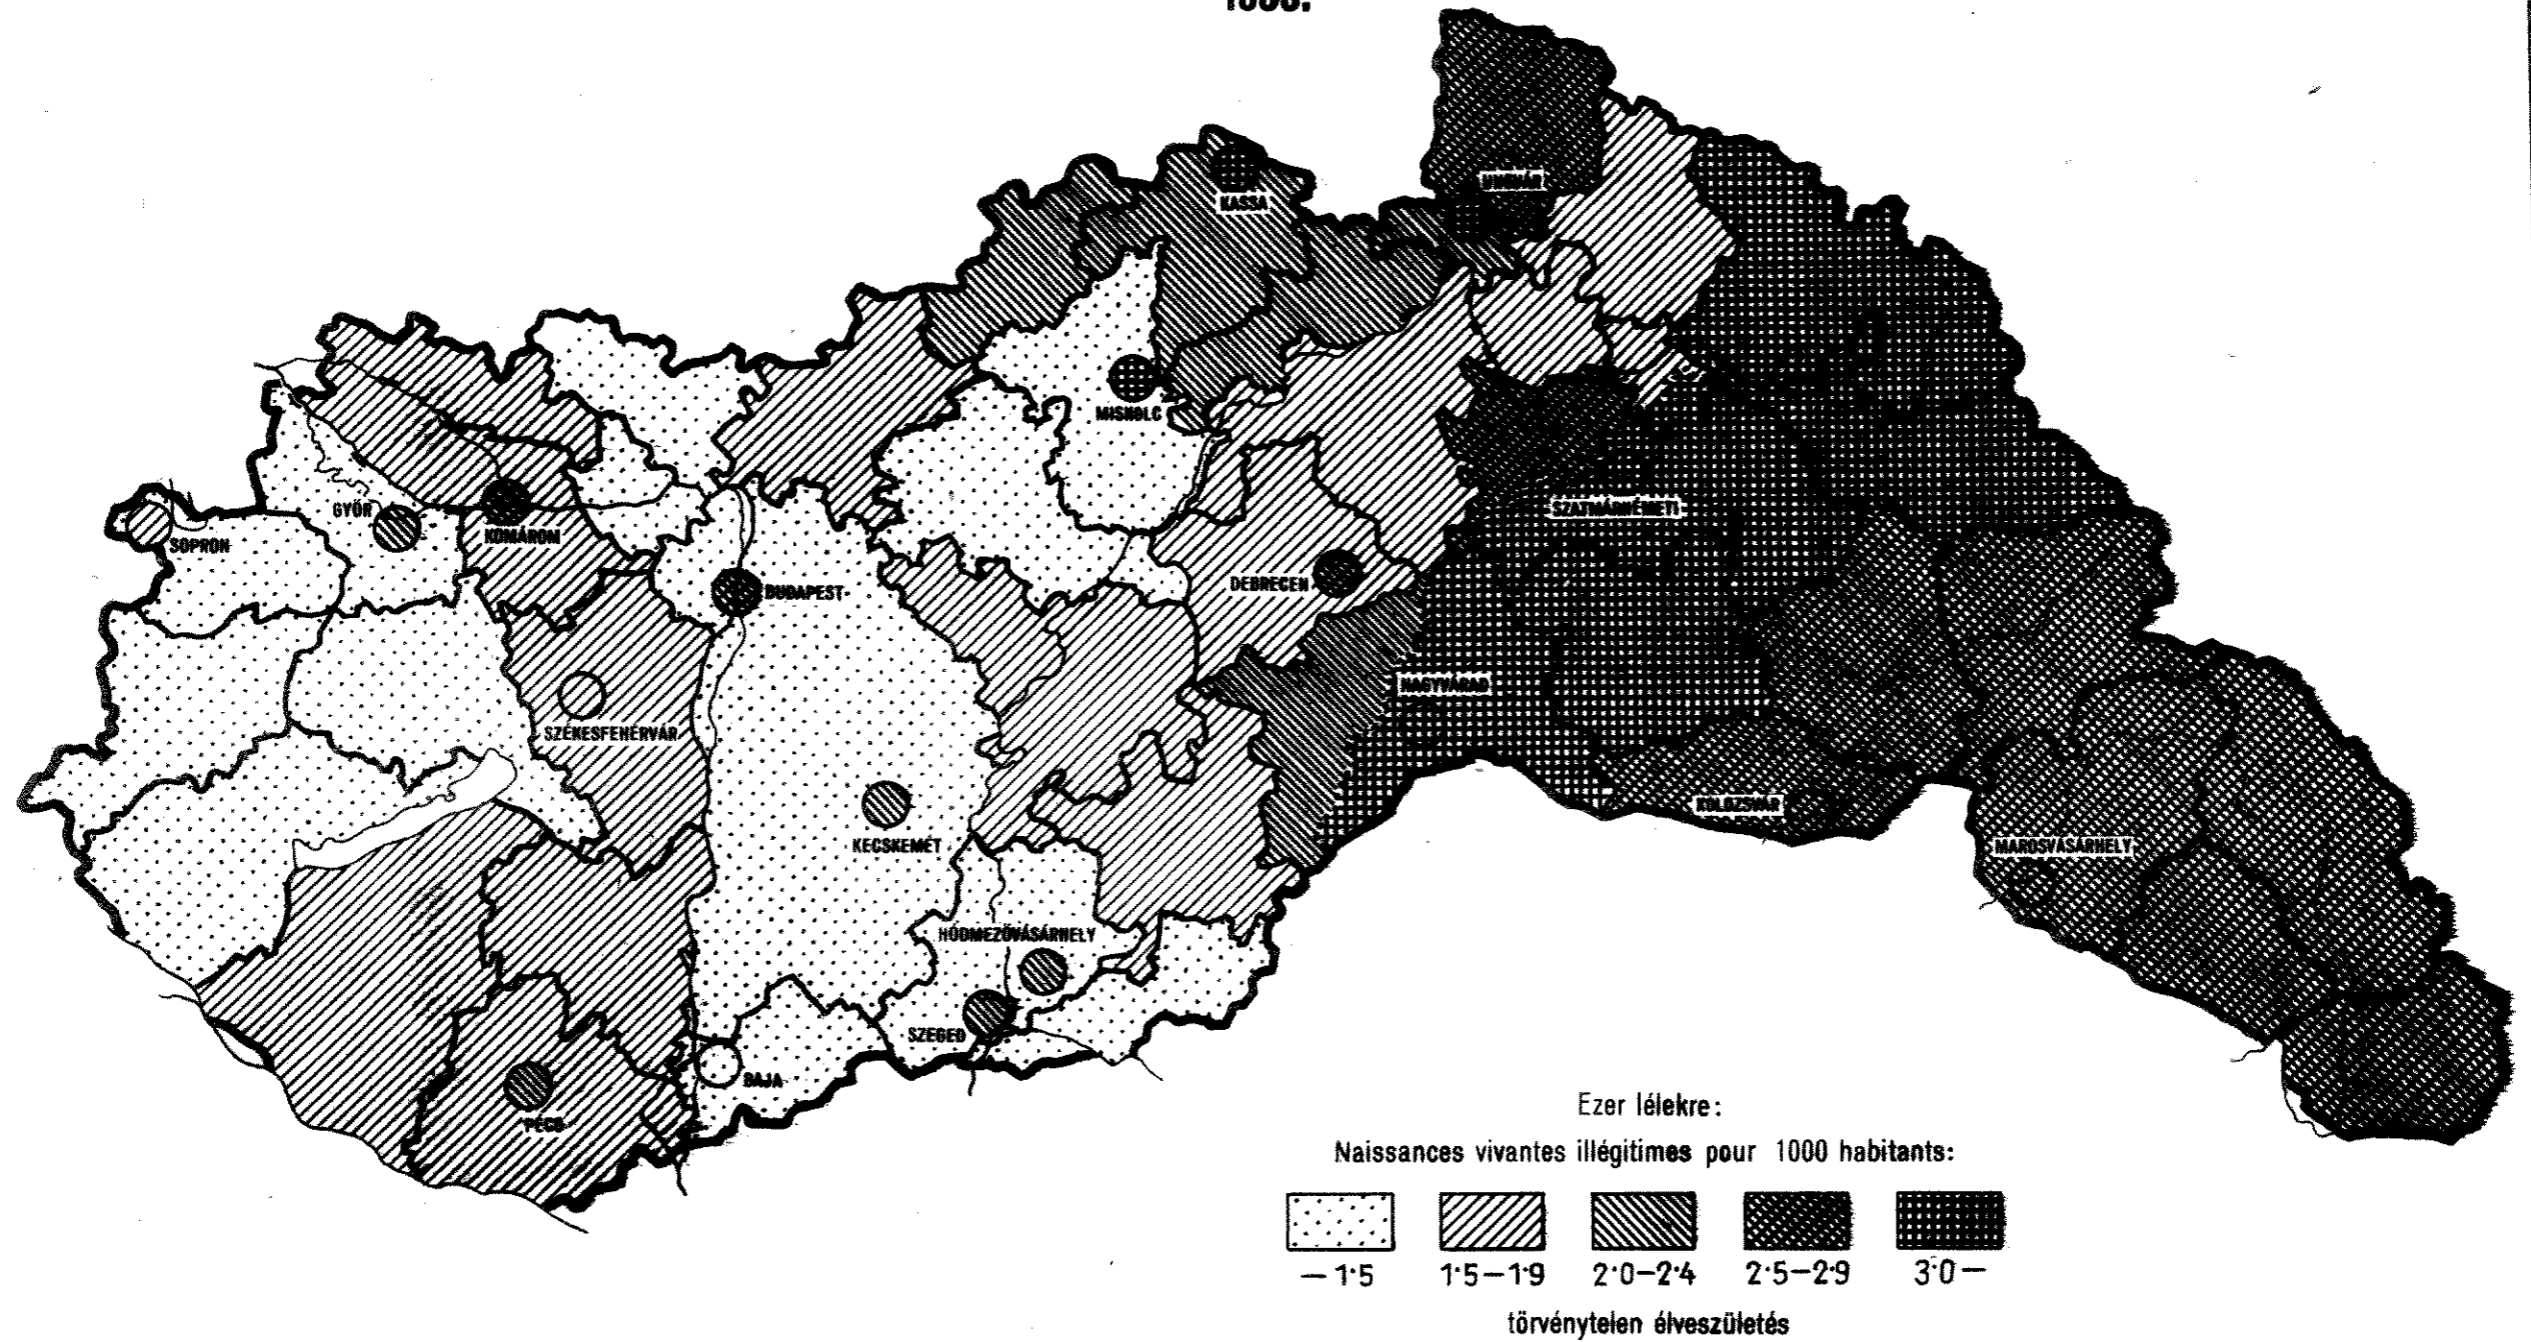 KASSA
UNGVÁR
MISKOLC
GYŐR
KOMÁROM
SOPRON
SZATMÁRNÉMETI
DEBRECEN
BUDAPEST
NAGYVÁRAD
SZÉKESFEHÉRVÁR
KOLOZSVÁR
KECSKEMÉT
MAROSVÁSÁRHELY
HÓDMEZŐVÁSÁRHELY
SZEGED
BAJA
PÉCS
Ezer lélekre:
Naissances vivantes illégitimes pour 1000 habitants:
—1·5 1·5—1·9 2·0—2·4 2·5—2·9 3·0—
törvénytelen élveszületés